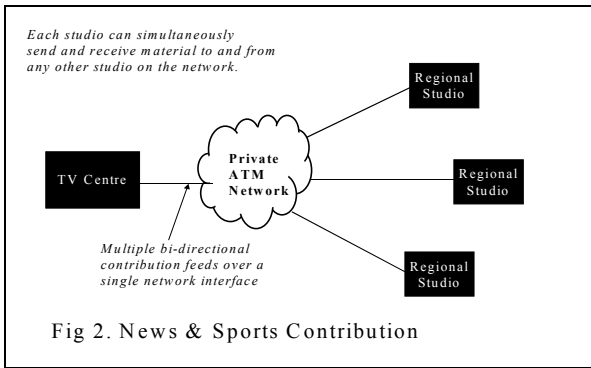 Each studio can simultaneously
send and receive material to and from
any other studio on the network.
Regional
Studio
Private
ATM
Network
TV Centre
Regional
Studio
Multiple bi-directional
contribution feeds over a
single network interface
Regional
Studio
Fig 2. News & Sports Contribution